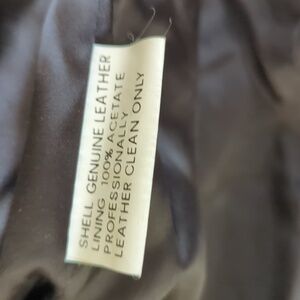 SHELL GENUINE LEATHER
LINING 100% ACETATE
PROFESSIONALLY
LEATHER CLEAN ONLY